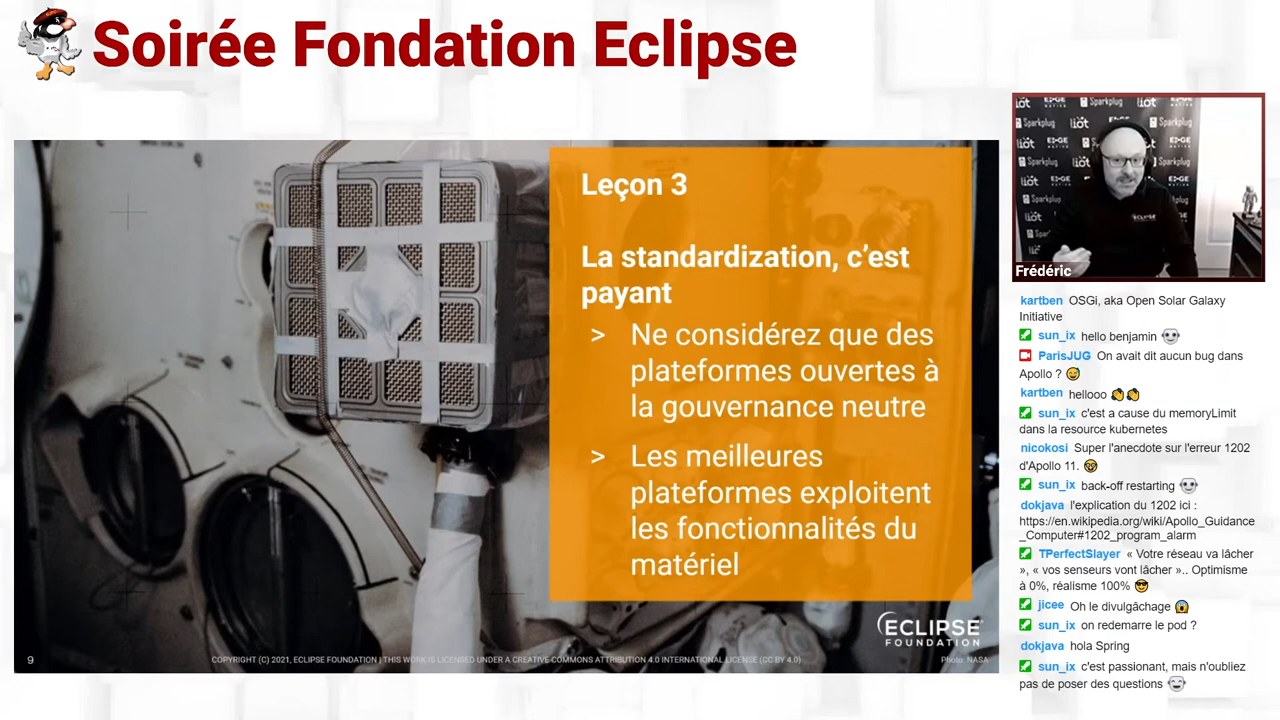 Soirée Fondation Eclipse
Leçon 3
La standardization, c'est
payant
> Ne considérez que des
plateformes ouvertes à
la gouvernance neutre
> Les meilleures
plateformes exploitent
les fonctionnalités du
matériel
ECLIPSE
FOUNDATION
9
COPYRIGHT (C) 2021, ECLIPSE FOUNDATION | THIS WORK IS LICENSED UNDER A CREATIVE COMMONS ATTRIBUTION 4.0 INTERNATIONAL LICENSE (CC BY 4.0)
Photo: NASA
Sparkplug
EDGE
NATIVE
IoT
ECLIPSE
Frédéric
kartben OSGi, aka Open Solar Galaxy
Initiative
sun_ix hello benjamin
ParisJUG On avait dit aucun bug dans
Apollo ? 😅
kartben hellooo 👏👏
sun_ix c'est a cause du memoryLimit
dans la resource kubernetes
nicokosi Super l'anecdote sur l'erreur 1202
d'Apollo 11. 🤓
sun_ix back-off restarting
dokjava l'explication du 1202 ici :
https://en.wikipedia.org/wiki/Apollo_Guidance
_Computer#1202_program_alarm
TPerfectSlayer « Votre réseau va lâcher
», « vos senseurs vont lâcher ».. Optimisme
à 0%, réalisme 100% 😎
jicee Oh le divulgâchage 😱
sun_ix on redemarre le pod ?
dokjava hola Spring
sun_ix c'est passionant, mais n'oubliez
pas de poser des questions